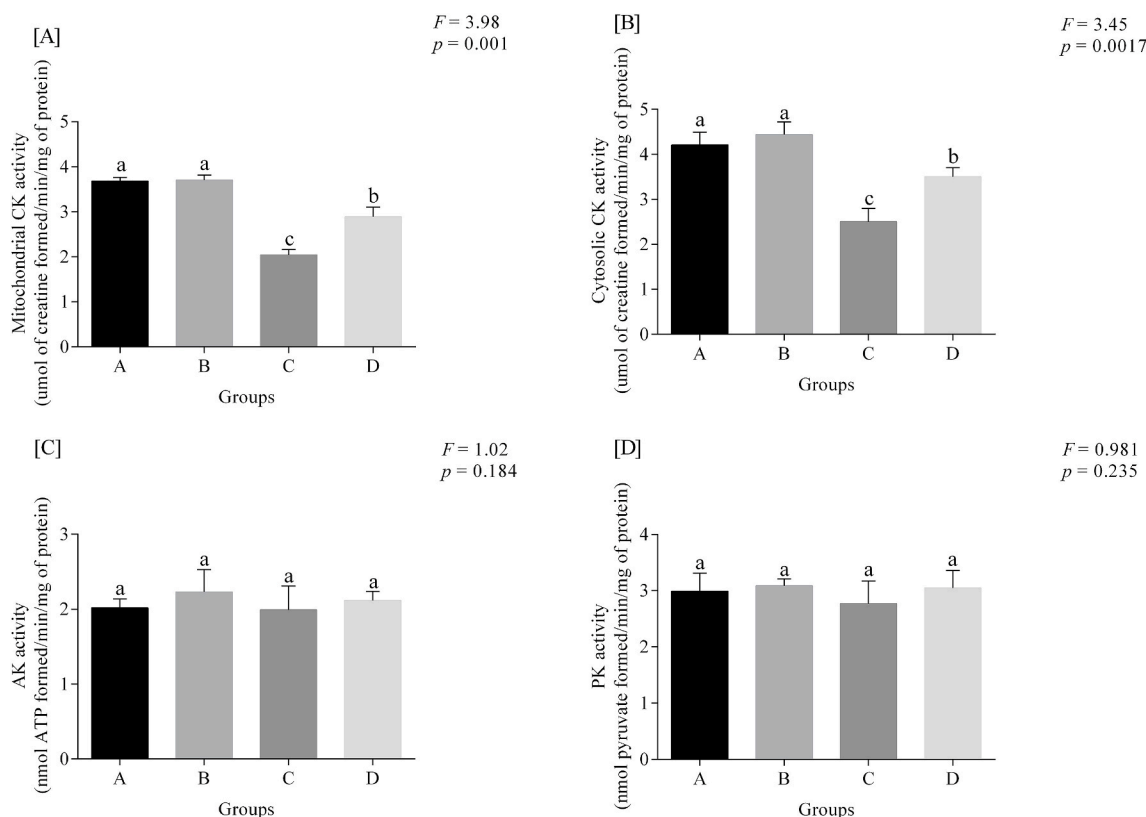 [A]
F = 3.98
p = 0.001
Mitochondrial CK activity
(umol of creatine formed/min/mg of protein)
5
4
3
2
1
0
a
a
c
b
A
B
C
D
Groups
[B]
F = 3.45
p = 0.0017
Cytosolic CK activity
(umol of creatine formed/min/mg of protein)
5
4
3
2
1
0
a
a
c
b
A
B
C
D
Groups
[C]
F = 1.02
p = 0.184
AK activity
(nmol ATP formed/min/mg of protein)
3
2
1
0
a
a
a
a
A
B
C
D
Groups
[D]
F = 0.981
p = 0.235
PK activity
(nmol pyruvate formed/min/mg of protein)
4
3
2
1
0
a
a
a
a
A
B
C
D
Groups